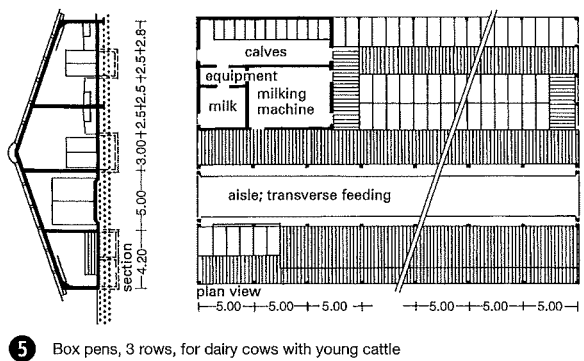 calves
equipment
milk
milking
machine
aisle; transverse feeding
section
4.20 5.00 3.00 2.5 2.5 2.5 2.8
plan view
5.00 5.00 5.00 5.00 5.00 5.00
5 Box pens, 3 rows, for dairy cows with young cattle